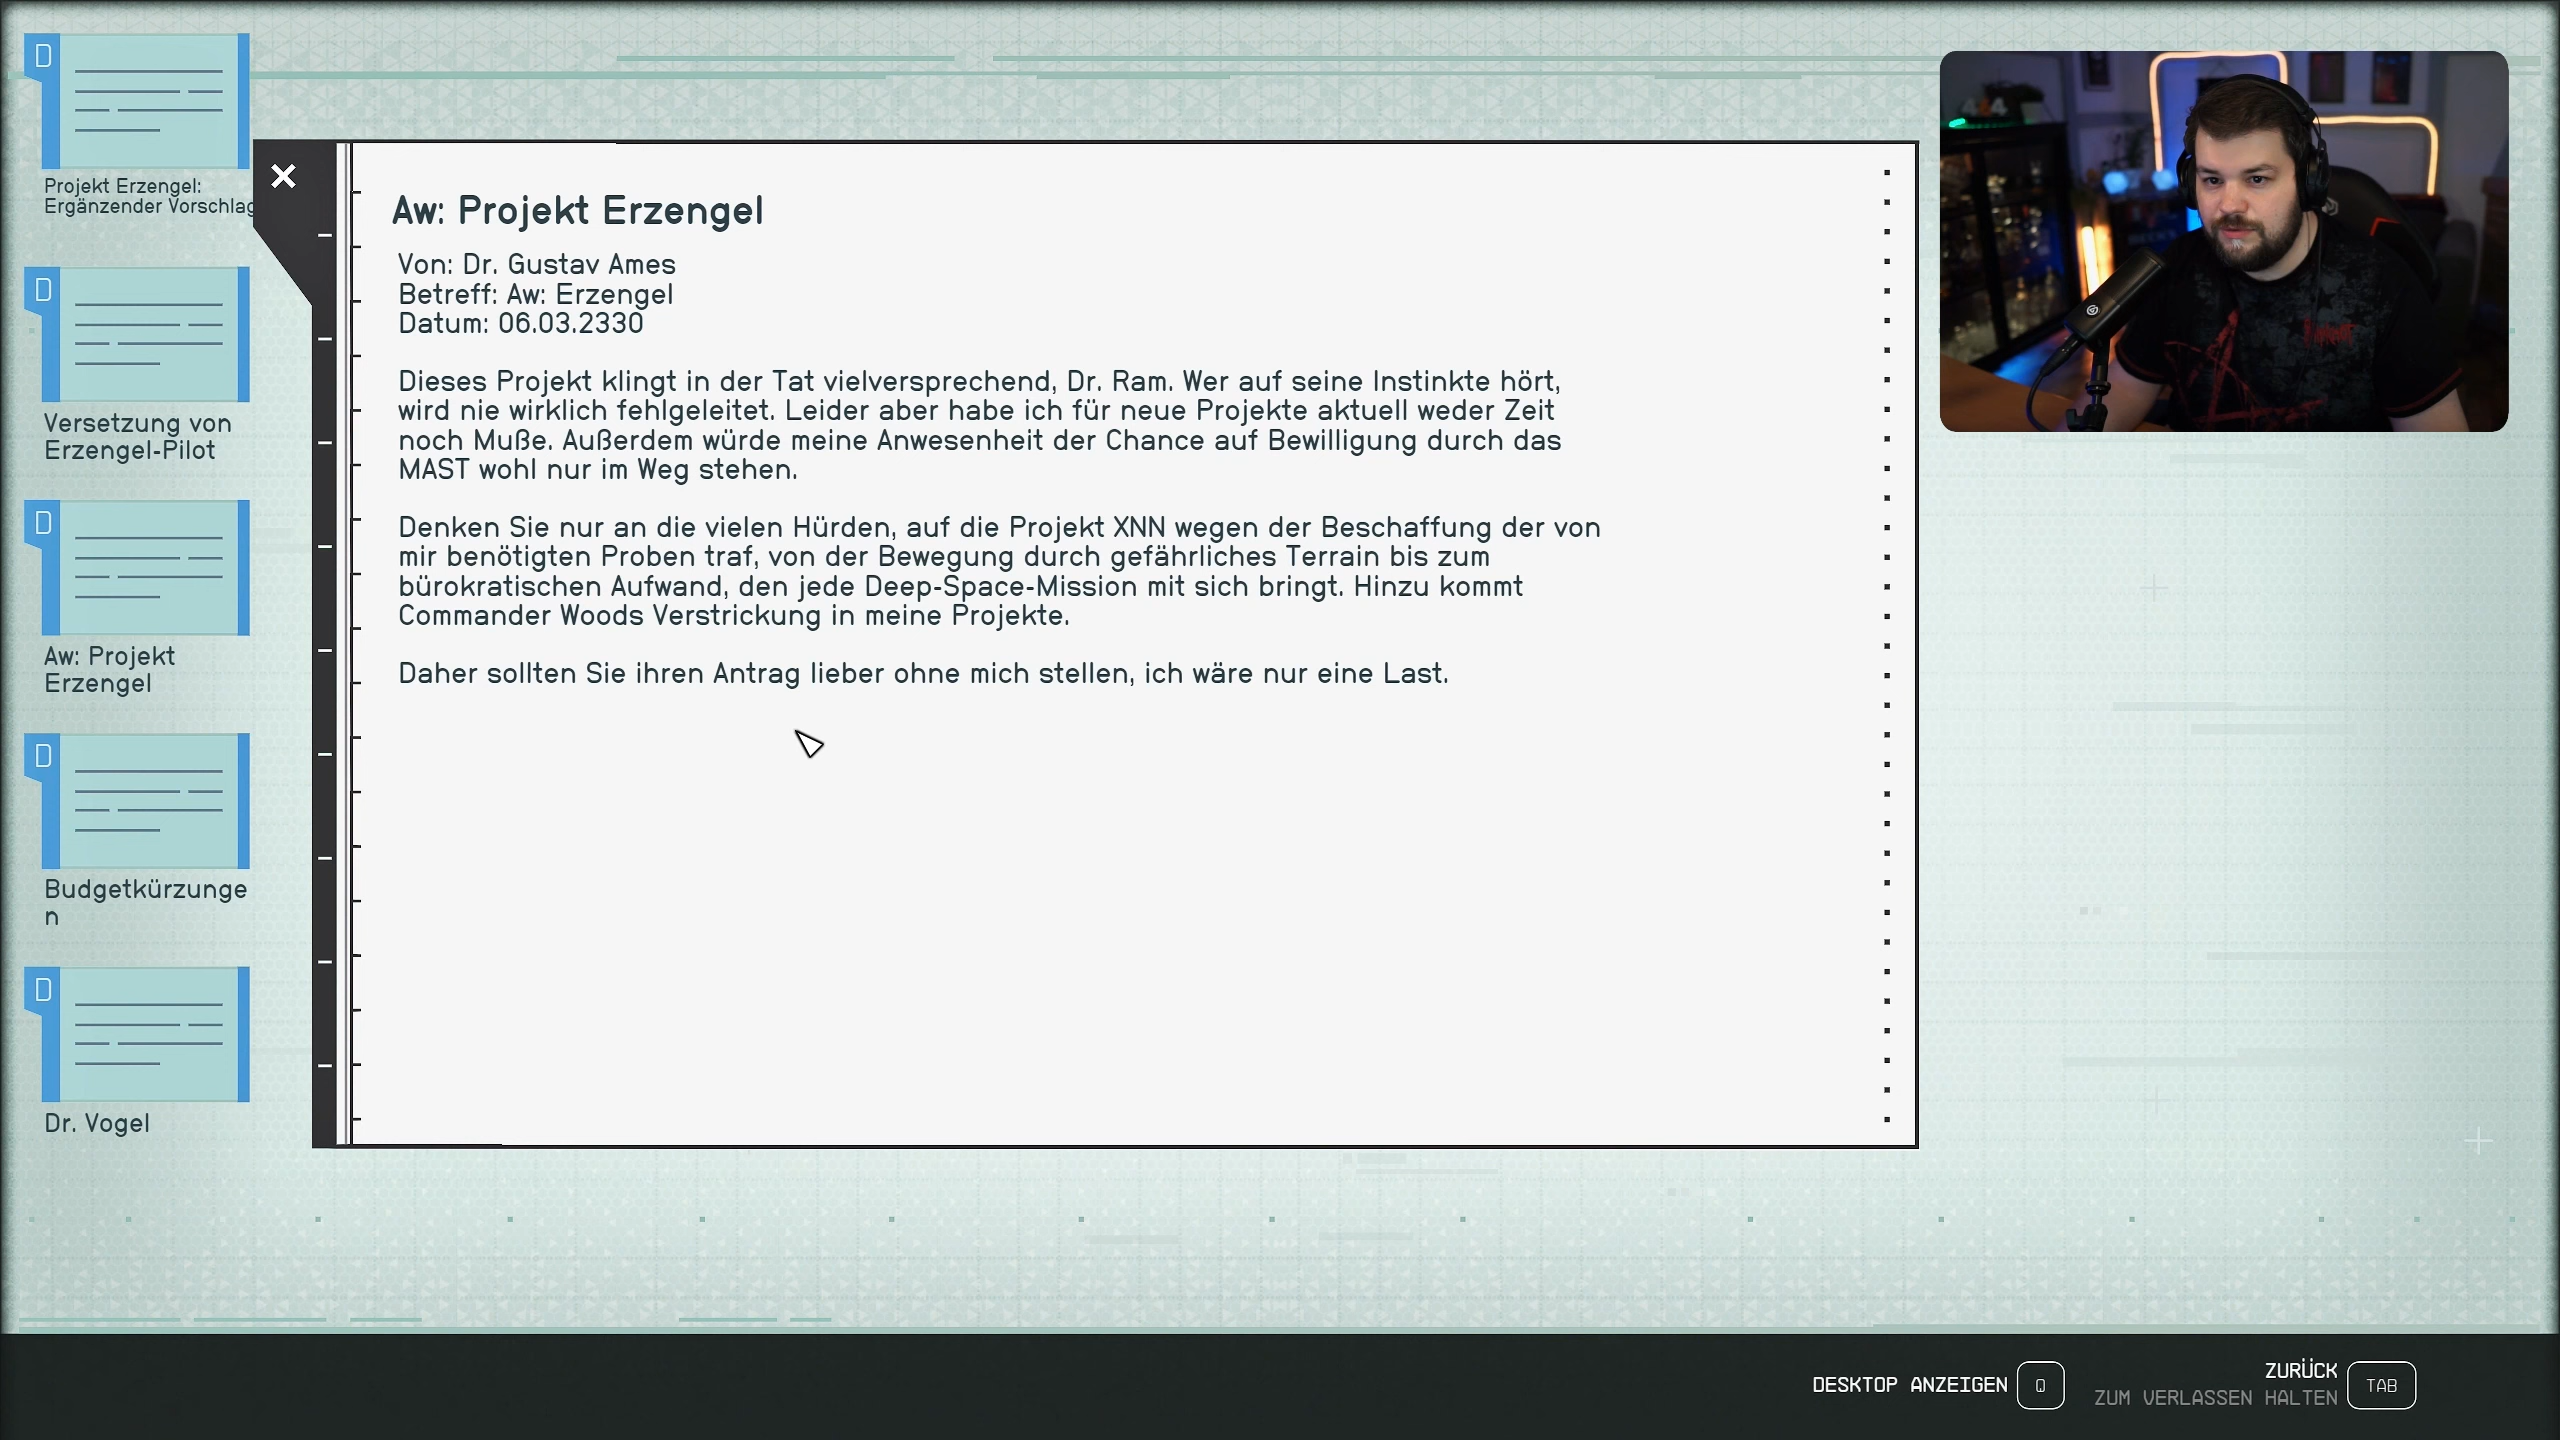 D
Projekt Erzengel:
Ergänzender Vorschlag
D
Versetzung von
Erzengel-Pilot
D
Aw: Projekt
Erzengel
D
Budgetkürzunge
n
D
Dr. Vogel
Aw: Projekt Erzengel
Von: Dr. Gustav Ames
Betreff: Aw: Erzengel
Datum: 06.03.2330
Dieses Projekt klingt in der Tat vielversprechend, Dr. Ram. Wer auf seine Instinkte hört,
wird nie wirklich fehlgeleitet. Leider aber habe ich für neue Projekte aktuell weder Zeit
noch Muße. Außerdem würde meine Anwesenheit der Chance auf Bewilligung durch das
MAST wohl nur im Weg stehen.
Denken Sie nur an die vielen Hürden, auf die Projekt XNN wegen der Beschaffung der von
mir benötigten Proben traf, von der Bewegung durch gefährliches Terrain bis zum
bürokratischen Aufwand, den jede Deep-Space-Mission mit sich bringt. Hinzu kommt
Commander Woods Verstrickung in meine Projekte.
Daher sollten Sie ihren Antrag lieber ohne mich stellen, ich wäre nur eine Last.
DESKTOP ANZEIGEN Q
ZURÜCK
ZUM VERLASSEN HALTEN TAB